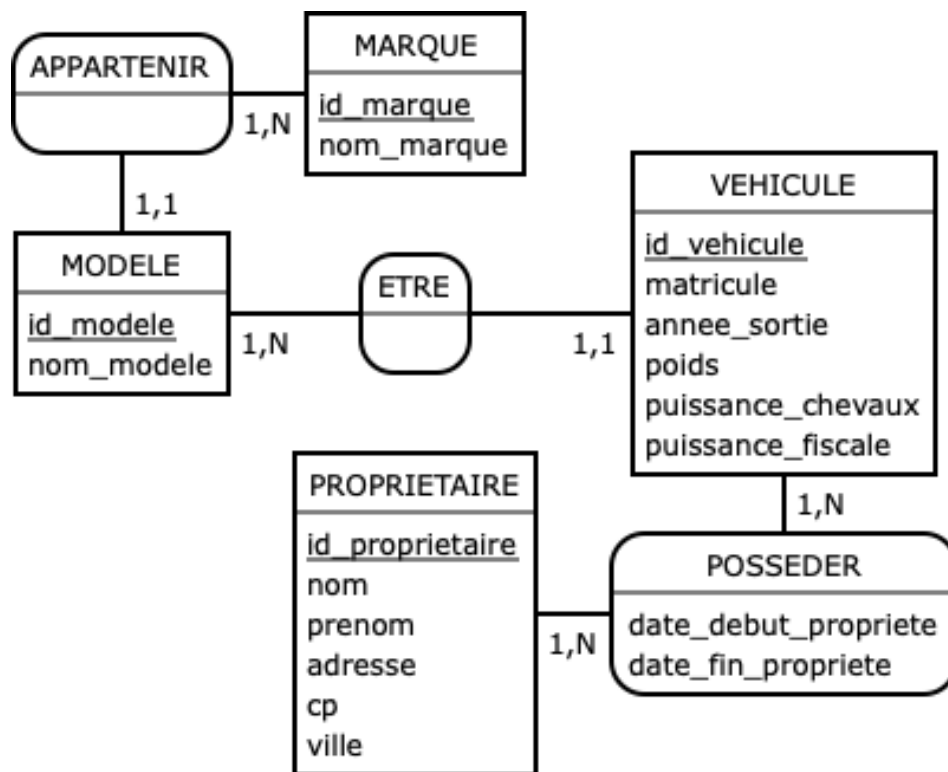 APPARTENIR
MARQUE
id_marque
nom_marque
1,N
1,1
MODELE
id_modele
nom_modele
1,N
ETRE
1,1
VEHICULE
id_vehicule
matricule
annee_sortie
poids
puissance_chevaux
puissance_fiscale
1,N
PROPRIETAIRE
id_proprietaire
nom
prenom
adresse
cp
ville
1,N
POSSEDER
date_debut_propriete
date_fin_propriete